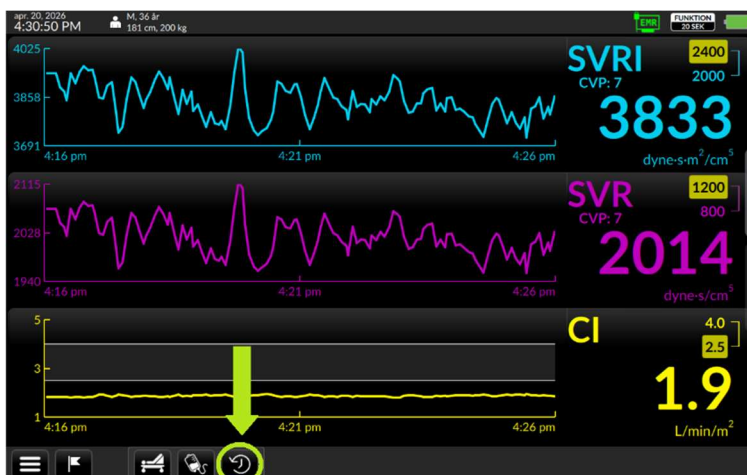 apr. 20, 2026
4:30:50 PM
M, 36 år
181 cm, 200 kg
EMR
FUNKTION
20 SEK
4025
3858
3691
4:16 pm
4:21 pm
4:26 pm
SVRI
CVP: 7
2400
2000
3833
dyne-s-m²/cm⁵
2115
2028
1940
4:16 pm
4:21 pm
4:26 pm
SVR
CVP: 7
1200
800
2014
dyne-s/cm⁵
5
3
1
4:16 pm
4:21 pm
4:26 pm
CI
4.0
2.5
1.9
L/min/m²